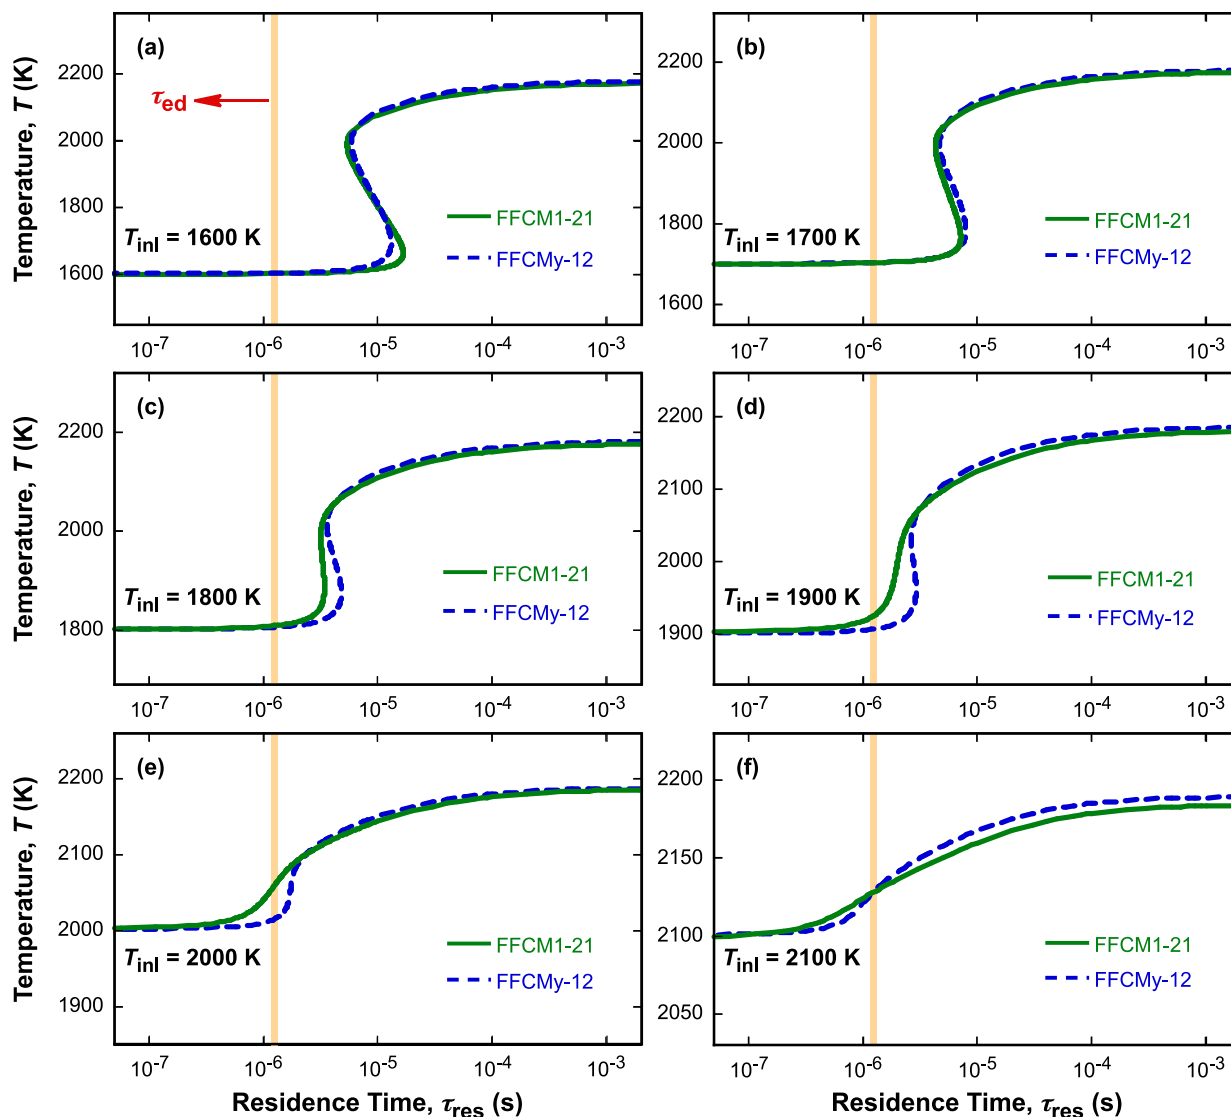 (a)
(b)
Temperature, T (K)
2200
2000
1800
1600
τed
Tinl = 1600 K
FFCM1-21
FFCMy-12
10-7
10-6
10-5
10-4
10-3
2200
2100
2000
1900
1800
1700
1600
Tinl = 1700 K
FFCM1-21
FFCMy-12
10-7
10-6
10-5
10-4
10-3
(c)
(d)
Temperature, T (K)
2200
2000
1800
Tinl = 1800 K
FFCM1-21
FFCMy-12
10-7
10-6
10-5
10-4
10-3
2200
2100
2000
1900
Tinl = 1900 K
FFCM1-21
FFCMy-12
10-7
10-6
10-5
10-4
10-3
(e)
(f)
Temperature, T (K)
2200
2100
2000
1900
Tinl = 2000 K
FFCM1-21
FFCMy-12
10-7
10-6
10-5
10-4
10-3
Residence Time, τres (s)
2200
2150
2100
2050
Tinl = 2100 K
FFCM1-21
FFCMy-12
10-7
10-6
10-5
10-4
10-3
Residence Time, τres (s)